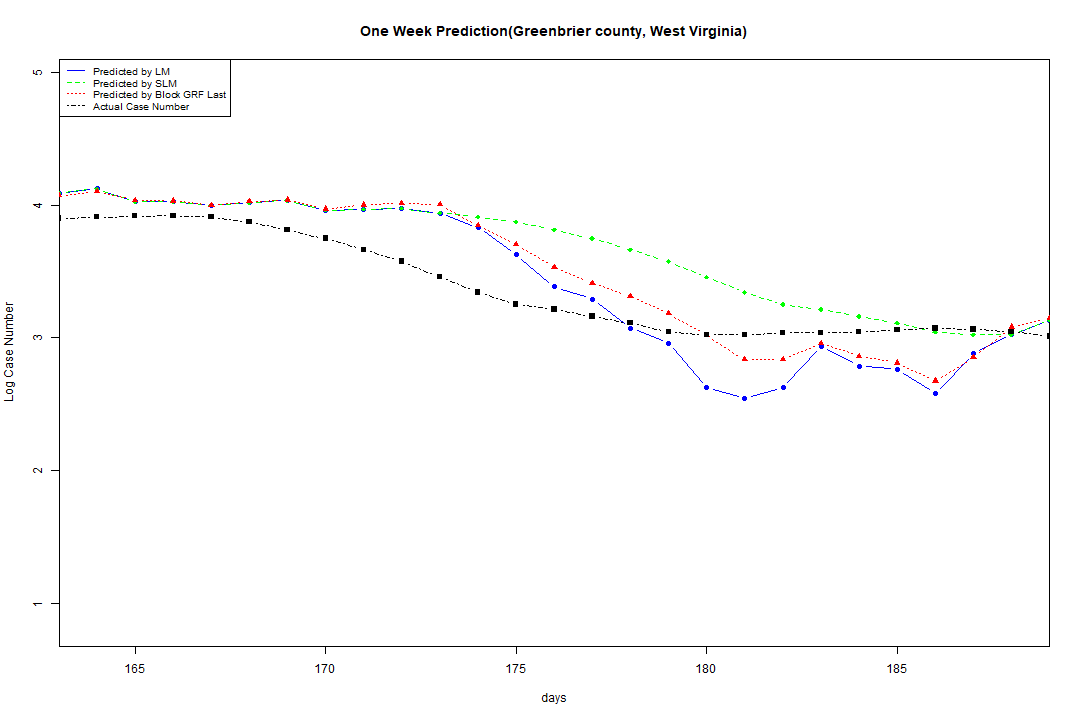 One Week Prediction(Greenbrier county, West Virginia)
Predicted by LM
Predicted by SLM
Predicted by Block GRF Last
Actual Case Number
5
4
3
2
1
Log Case Number
165 170 175 180 185
days